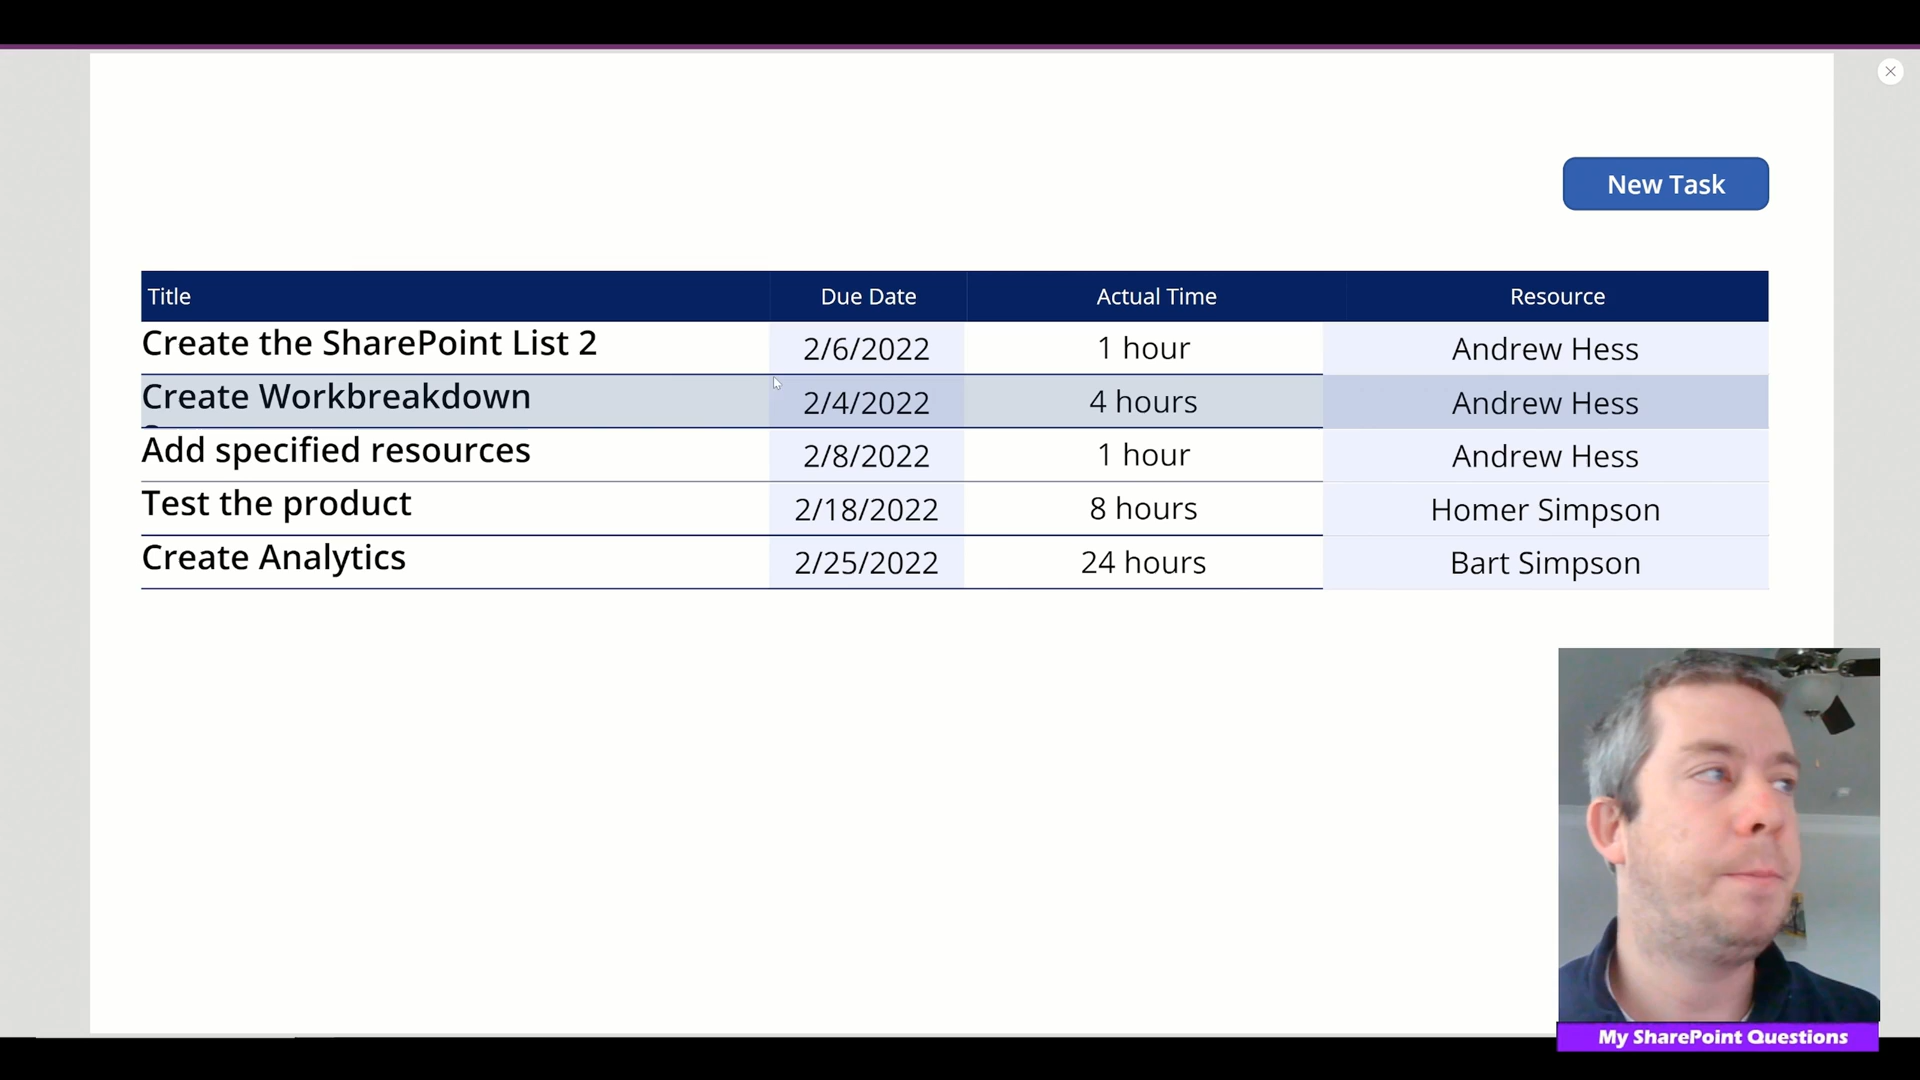 New Task
Title Due Date Actual Time Resource
Create the SharePoint List 2 2/6/2022 1 hour Andrew Hess
Create Workbreakdown 2/4/2022 4 hours Andrew Hess
Add specified resources 2/8/2022 1 hour Andrew Hess
Test the product 2/18/2022 8 hours Homer Simpson
Create Analytics 2/25/2022 24 hours Bart Simpson
My SharePoint Questions